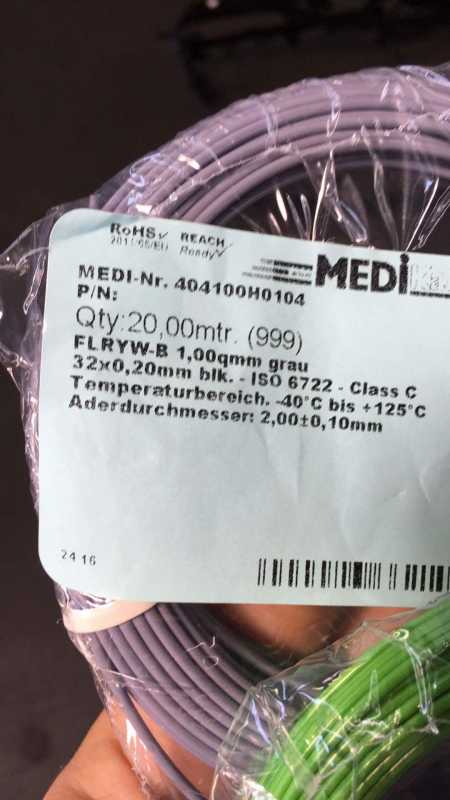 RoHS✓ REACH
2011/65/EU Ready✓
MEDI
MEDI-Nr. 404100H0104
P/N:
Qty:20,00mtr. (999)
FLRYW-B 1,00qmm grau
32x0,20mm blk. - ISO 6722 - Class C
Temperaturbereich. -40°C bis +125°C
Aderdurchmesser: 2,00±0,10mm
24 16